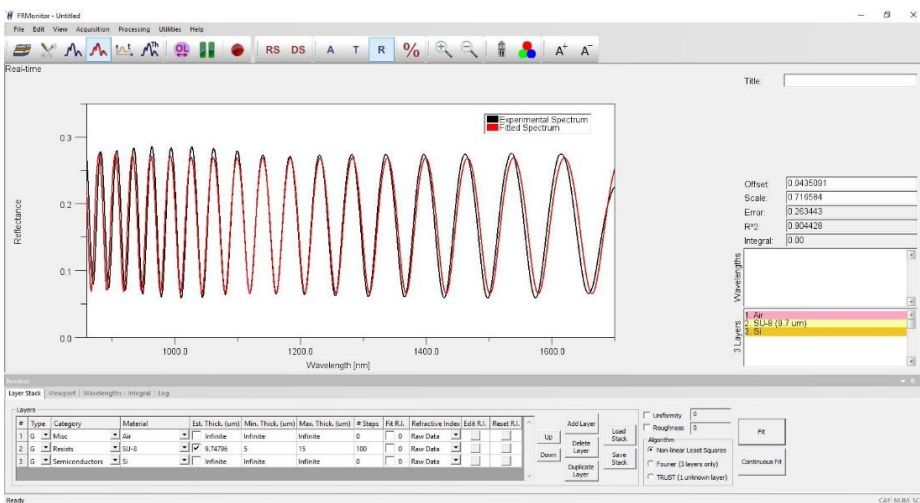 FRMonitor - Untitled
File Edit View Acquisition Processing Utilities Help
Th OL RS DS A T R % A+ A-
Real-time
Title:
Experimental Spectrum
Fitted Spectrum
0.3
0.2
0.1
0.0
Reflectance
1000.0 1200.0 1400.0 1600.0
Wavelength [nm]
Offset: 0.0435091
Scale: 0.716584
Error: 0.263443
R^2: 0.904428
Integral: 0.00
Wavelengths
3 Layers
1. Air
2. SU-8 (9.7 um)
3. Si
Layer Stack Viewport Wavelengths - Integral Log
Layers
# Type Category Material Est. Thick. (um) Min. Thick. (um) Max. Thick. (um) # Steps Fit R.I. Refractive Index Edit R.I. Reset R.I.
1 G Misc Air Infinite Infinite Infinite 0 0 Raw Data
2 G Resists SU-8 9.74796 5 15 100 0 Raw Data
3 G Semiconductors Si Infinite Infinite Infinite 0 0 Raw Data
Up
Down
Add Layer
Delete Layer
Duplicate Layer
Load Stack
Save Stack
Uniformity 0
Roughness 0
Algorithm
Non-linear Least Squares
Fourier (3 layers only)
TRUST (1 unknown layer)
Fit
Continuous Fit
Ready
CAP NUM SC